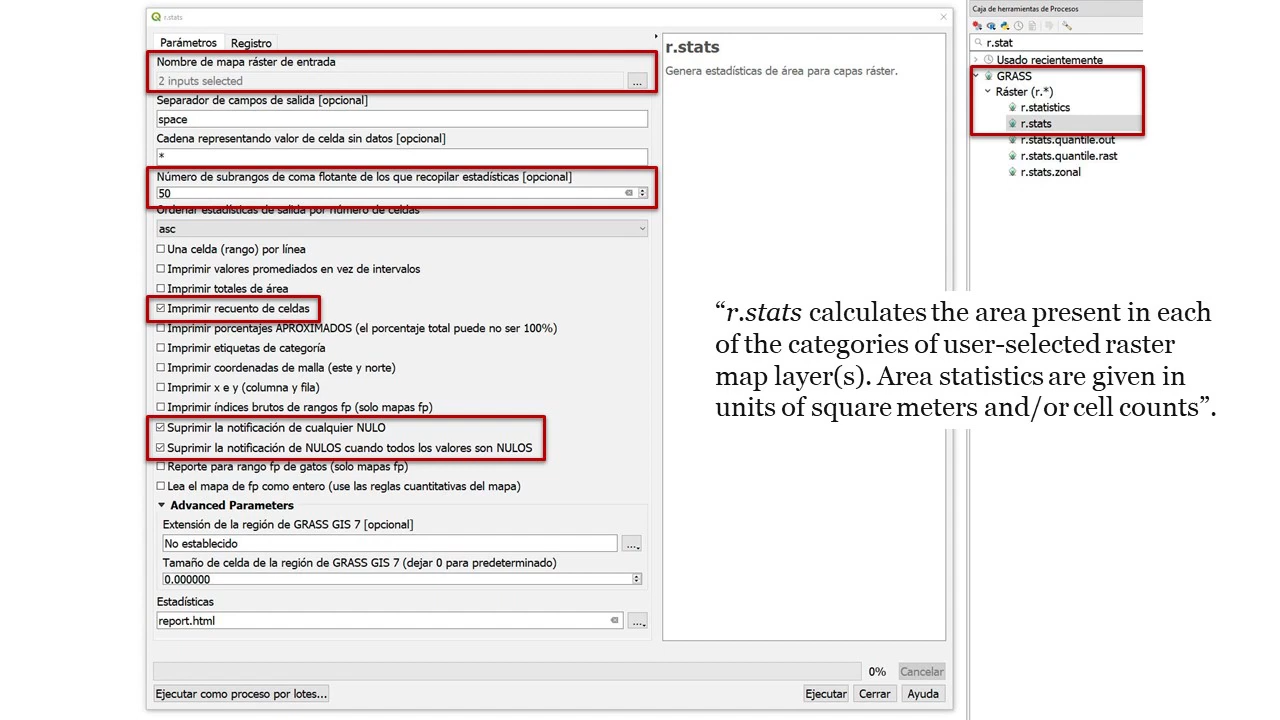 r.stats
Parámetros Registro
Nombre de mapa ráster de entrada
2 inputs selected
...
Separador de campos de salida [opcional]
space
Cadena representando valor de celda sin datos [opcional]
*
Número de subrangos de coma flotante de los que recopilar estadísticas [opcional]
50
Ordenar estadísticas de salida por número de celdas
asc
Una celda (rango) por línea
Imprimir valores promediados en vez de intervalos
Imprimir totales de área
Imprimir recuento de celdas
Imprimir porcentajes APROXIMADOS (el porcentaje total puede no ser 100%)
Imprimir etiquetas de categoría
Imprimir coordenadas de malla (este y norte)
Imprimir x e y (columna y fila)
Imprimir índices brutos de rangos fp (solo mapas fp)
Suprimir la notificación de cualquier NULO
Suprimir la notificación de NULOS cuando todos los valores son NULOS
Reporte para rango fp de gatos (solo mapas fp)
Lea el mapa de fp como entero (use las reglas cuantitativas del mapa)
Advanced Parameters
Extensión de la región de GRASS GIS 7 [opcional]
No establecido
...
Tamaño de celda de la región de GRASS GIS 7 (dejar 0 para predeterminado)
0.000000
Estadísticas
report.html
...
0% Cancelar
Ejecutar como proceso por lotes... Ejecutar Cerrar Ayuda
r.stats
Genera estadísticas de área para capas ráster.
Caja de herramientas de Procesos
r.stat
Usado recientemente
GRASS
Ráster (r.*)
r.statistics
r.stats
r.stats.quantile.out
r.stats.quantile.rast
r.stats.zonal
“r.stats calculates the area present in each
of the categories of user-selected raster
map layer(s). Area statistics are given in
units of square meters and/or cell counts”.